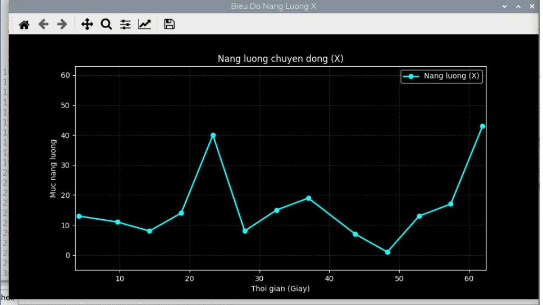 Bieu Do Nang Luong X
Nang luong chuyen dong (X)
Nang luong (X)
60
50
40
30
20
10
0
Muc nang luong
10 20 30 40 50 60
Thoi gian (Giay)